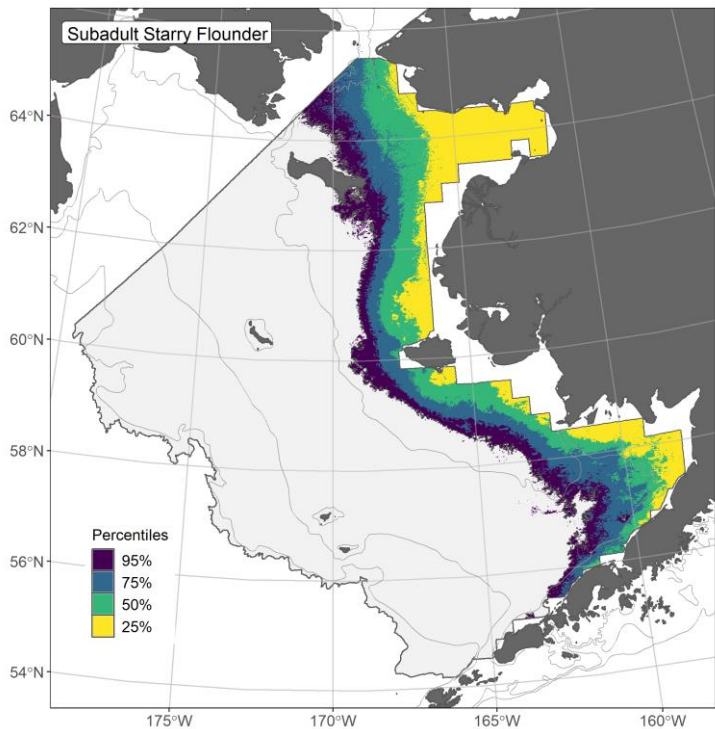 Subadult Starry Flounder
64°N
62°N
60°N
58°N
56°N
54°N
Percentiles
95%
75%
50%
25%
175°W
170°W
165°W
160°W